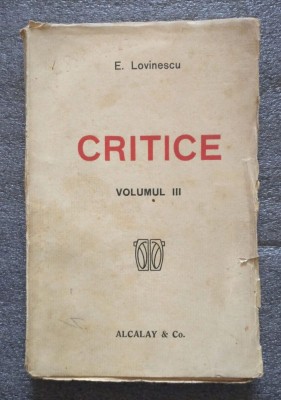 E. Lovinescu
CRITICE
VOLUMUL III
ALCALAY & Co.